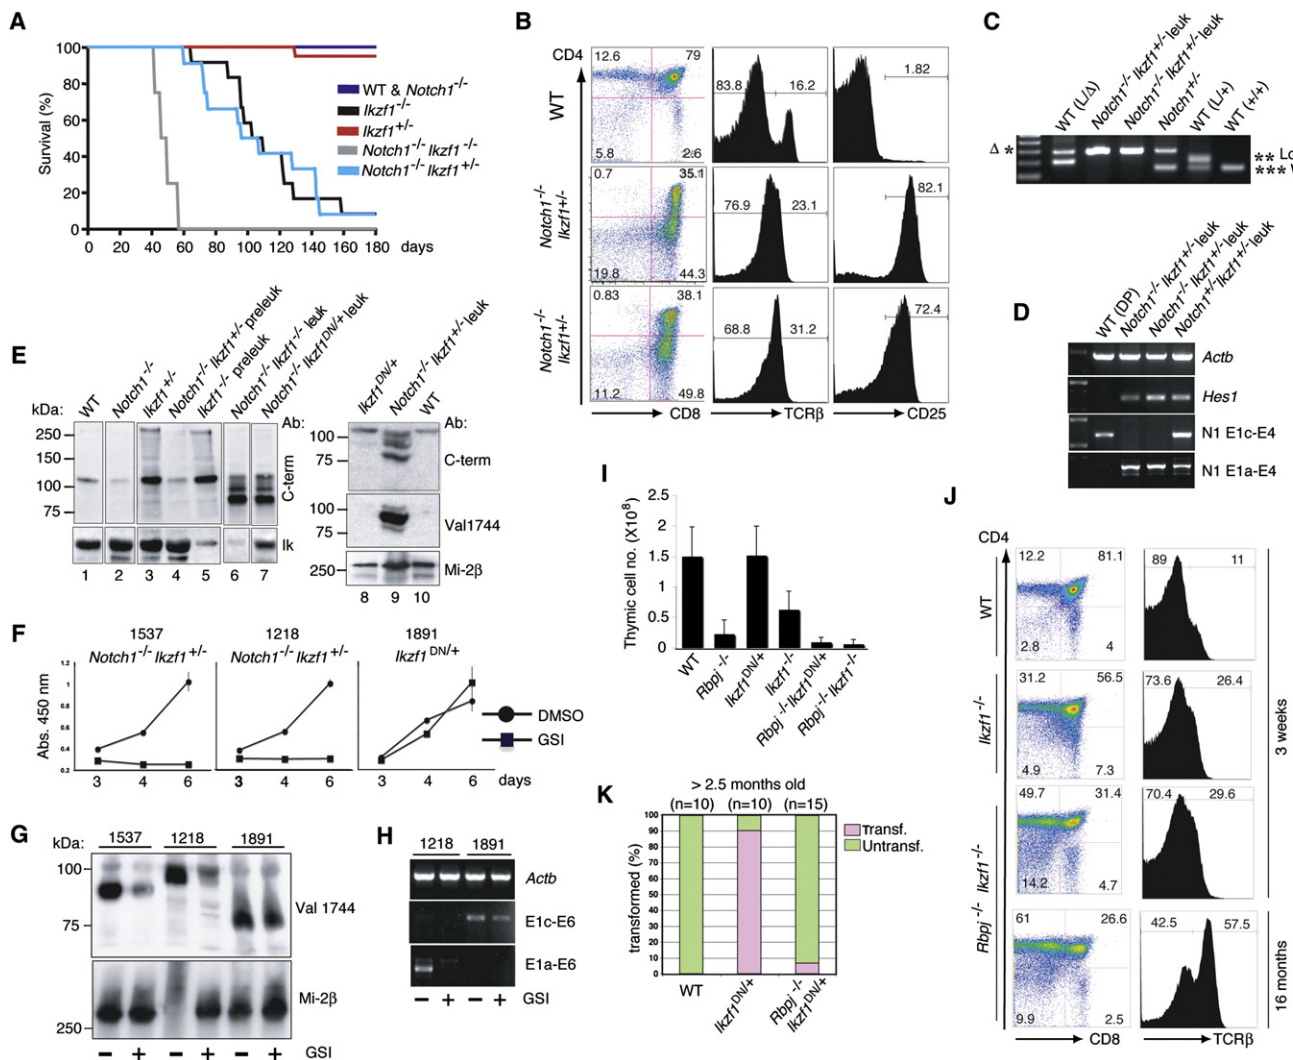 A
Survival (%)
100
80
60
40
20
0
0 20 40 60 80 100 120 140 160 180 days
WT & Notch1-/-
Ikzf1-/-
Ikzf1+/-
Notch1-/- Ikzf1-/-
Notch1-/- Ikzf1+/-
B
CD4
WT
12.6 79
5.8 2.6
83.8 16.2
1.82
Notch1-/- Ikzf1+/-
0.7 35.1
19.8 44.3
76.9 23.1
82.1
Notch1-/- Ikzf1+/-
0.83 38.1
11.2 49.8
68.8 31.2
72.4
CD8 TCRβ CD25
C
WT (L/Δ)
Notch1-/- Ikzf1+/- leuk
Notch1-/- Ikzf1+/- leuk
Notch1+/-
WT (L/+)
WT (+/+)
Δ *
** Lo
*** W
D
WT (DP)
Notch1-/- Ikzf1+/- leuk
Notch1-/- Ikzf1+/- leuk
Notch1+/- Ikzf1+/- leuk
Actb
Hes1
N1 E1c-E4
N1 E1a-E4
E
kDa:
WT
Notch1-/-
Ikzf1+/-
Notch1-/- Ikzf1+/- preleuk
Ikzf1-/- preleuk
Notch1-/- Ikzf1-/- leuk
Notch1-/- Ikzf1DN/+ leuk
Ab:
250
150
100
75
C-term
Ik
1 2 3 4 5 6 7
Ikzf1DN/+
Notch1-/- Ikzf1+/- leuk
WT
Ab:
100
75
C-term
100
75
Val1744
250
Mi-2β
8 9 10
F
1537
Notch1-/- Ikzf1+/-
1218
Notch1-/- Ikzf1+/-
1891
Ikzf1DN/+
Abs. 450 nm
1.2
1
0.8
0.6
0.4
0.2
3 4 6
3 4 6
3 4 6 days
DMSO
GSI
G
kDa:
1537 1218 1891
100
75
Val 1744
Mi-2β
250
− + − + − + GSI
H
1218 1891
Actb
E1c-E6
E1a-E6
− + − + GSI
I
Thymic cell no. (X10^8)
2.5
2
1.5
1
0.5
0
WT
Rbpj-/-
Ikzf1DN/+
Ikzf1-/-
Rbpj-/- Ikzf1DN/+
Rbpj-/- Ikzf1-/-
J
CD4
WT
12.2 81.1
2.8 4
89 11
Ikzf1-/-
31.2 56.5
4.9 7.3
73.6 26.4
3 weeks
Rbpj-/- Ikzf1-/-
49.7 31.4
14.2 4.7
70.4 29.6
61 26.6
9.9 2.5
42.5 57.5
16 months
CD8 TCRβ
K
> 2.5 months old
(n=10) (n=10) (n=15)
transformed (%)
100
90
80
70
60
50
40
30
20
10
0
Transf.
Untransf.
WT
Ikzf1DN/+
Rbpj-/- Ikzf1DN/+